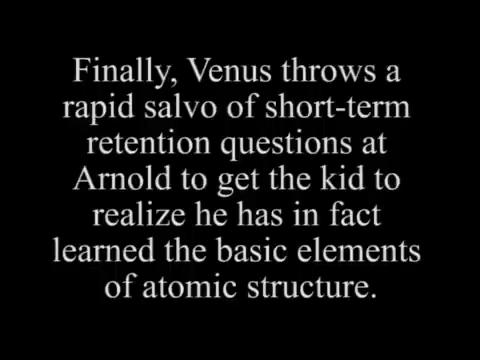 Finally, Venus throws a
rapid salvo of short-term
retention questions at
Arnold to get the kid to
realize he has in fact
learned the basic elements
of atomic structure.